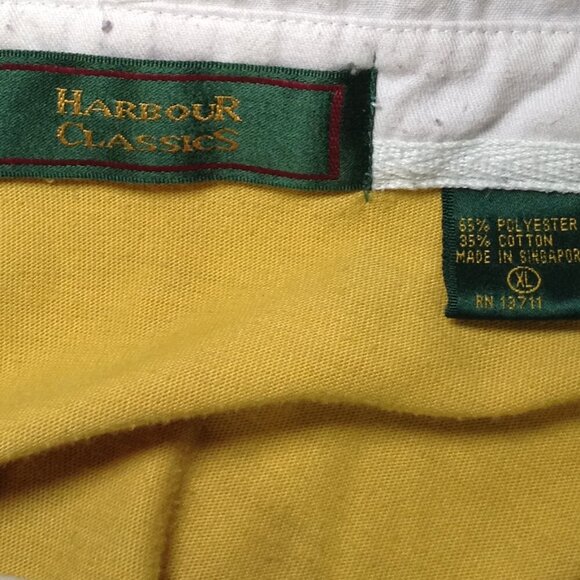 HARBOUR
CLASSICS
65% POLYESTER
35% COTTON
MADE IN SINGAPOR
XL
RN 13711